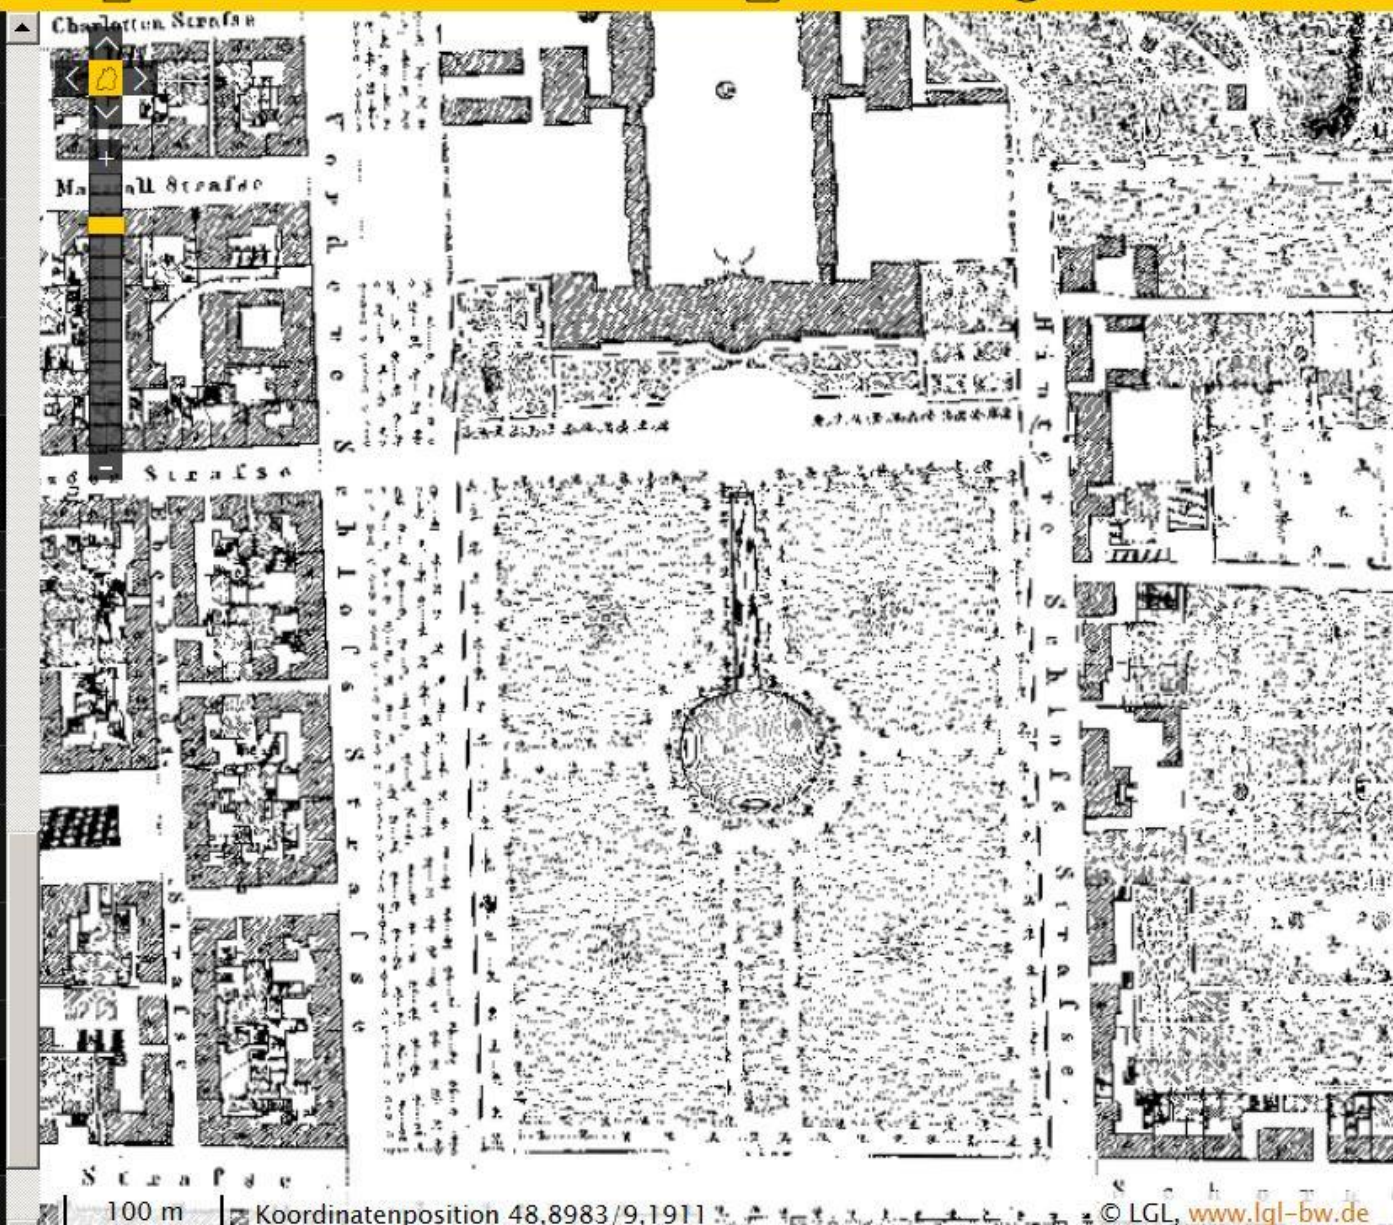 Charlotten Strafse
Strafse
Vordere Schlofs Strafse
Hintere Schlofs Strafse.
Strafse
Strafse
Strafse
100 m
Koordinatenposition 48,8983/9,1911
© LGL, www.lgl-bw.de